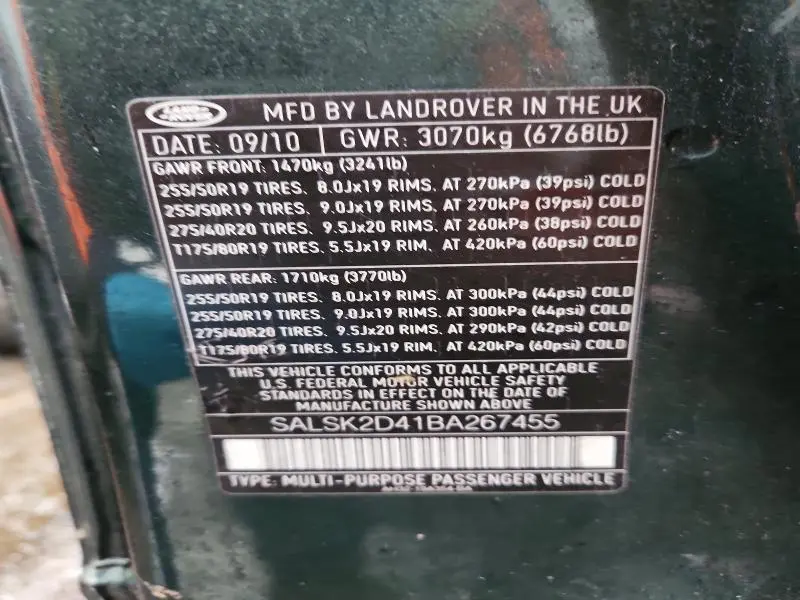 LAND ROVER
MFD BY LANDROVER IN THE UK
DATE: 09/10 GWR: 3070kg (6768lb)
GAWR FRONT: 1470kg (3241lb)
255/50R19 TIRES, 8.0Jx19 RIMS. AT 270kPa (39psi) COLD
255/50R19 TIRES, 9.0Jx19 RIMS. AT 270kPa (39psi) COLD
275/40R20 TIRES, 9.5Jx20 RIMS. AT 260kPa (38psi) COLD
T175/80R19 TIRES, 5.5Jx19 RIM. AT 420kPa (60psi) COLD
GAWR REAR: 1710kg (3770lb)
255/50R19 TIRES, 8.0Jx19 RIMS. AT 300kPa (44psi) COLD
255/50R19 TIRES, 9.0Jx19 RIMS. AT 300kPa (44psi) COLD
275/40R20 TIRES, 9.5Jx20 RIMS. AT 290kPa (42psi) COLD
T175/80R19 TIRES, 5.5Jx19 RIM. AT 420kPa (60psi) COLD
THIS VEHICLE CONFORMS TO ALL APPLICABLE
U.S. FEDERAL MOTOR VEHICLE SAFETY
STANDARDS IN EFFECT ON THE DATE OF
MANUFACTURE SHOWN ABOVE
SALSK2D41BA267455
TYPE: MULTI-PURPOSE PASSENGER VEHICLE